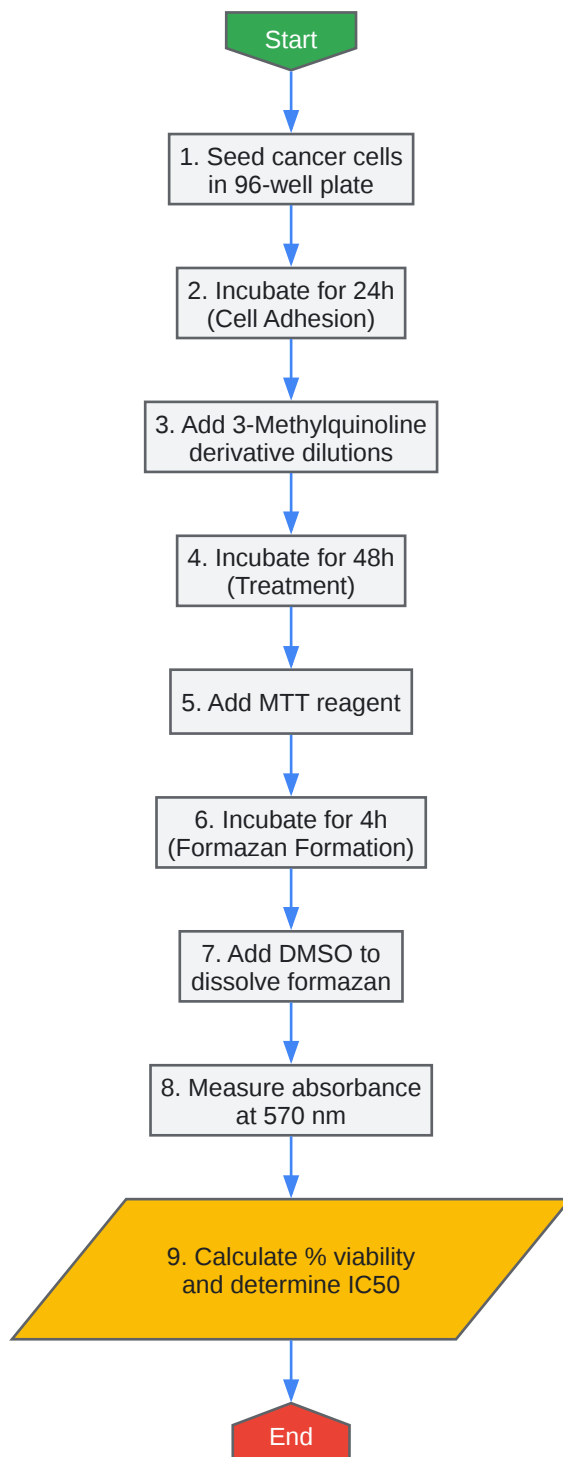 Start
1. Seed cancer cells
in 96-well plate
2. Incubate for 24h
(Cell Adhesion)
3. Add 3-Methylquinoline
derivative dilutions
4. Incubate for 48h
(Treatment)
5. Add MTT reagent
6. Incubate for 4h
(Formazan Formation)
7. Add DMSO to
dissolve formazan
8. Measure absorbance
at 570 nm
9. Calculate % viability
and determine IC50
End